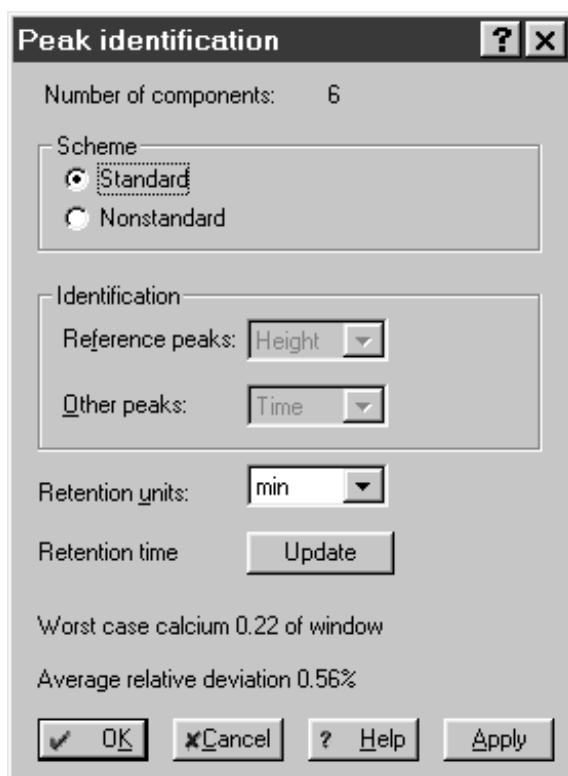 Peak identification ? ×
Number of components: 6
Scheme
Standard
Nonstandard
Identification
Reference peaks: Height
Other peaks: Time
Retention units: min
Retention time Update
Worst case calcium 0.22 of window
Average relative deviation 0.56%
✔ OK ✘Cancel ? Help Apply